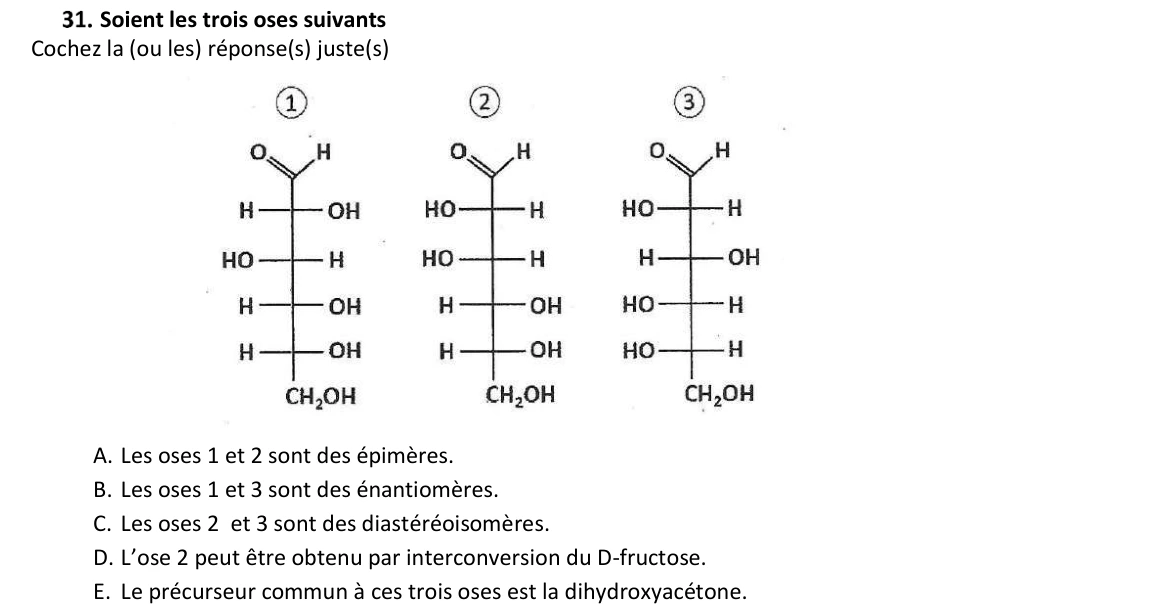 31. Soient les trois oses suivants
Cochez la (ou les) réponse(s) juste(s)
1 2 3
O H O H O H
H OH HO H HO H
HO H HO H H OH
H OH H OH HO H
H OH H OH HO H
CH₂OH CH₂OH CH₂OH
A. Les oses 1 et 2 sont des épimères.
B. Les oses 1 et 3 sont des énantiomères.
C. Les oses 2 et 3 sont des diastéréoisomères.
D. L’ose 2 peut être obtenu par interconversion du D-fructose.
E. Le précurseur commun à ces trois oses est la dihydroxyacétone.